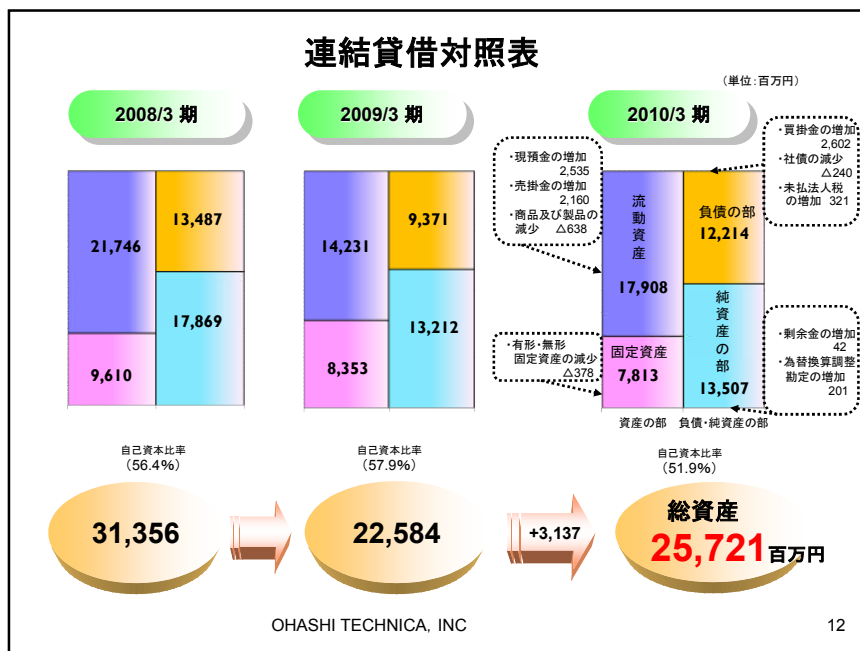 連結貸借対照表
（単位：百万円）
2008/3 期
2009/3 期
2010/3 期
21,746
13,487
9,610
17,869
14,231
9,371
8,353
13,212
・現預金の増加
2,535
・売掛金の増加
2,160
・商品及び製品の
減少　△638
・有形・無形
固定資産の減少
△378
流動資産
17,908
負債の部
12,214
固定資産
7,813
純資産の部
13,507
・買掛金の増加
2,602
・社債の減少
△240
・未払法人税
の増加 321
・剰余金の増加
42
・為替換算調整
勘定の増加
201
資産の部
負債・純資産の部
自己資本比率
（56.4%）
自己資本比率
（57.9%）
自己資本比率
（51.9%）
31,356
22,584
+3,137
総資産
25,721百万円
OHASHI TECHNICA, INC
12